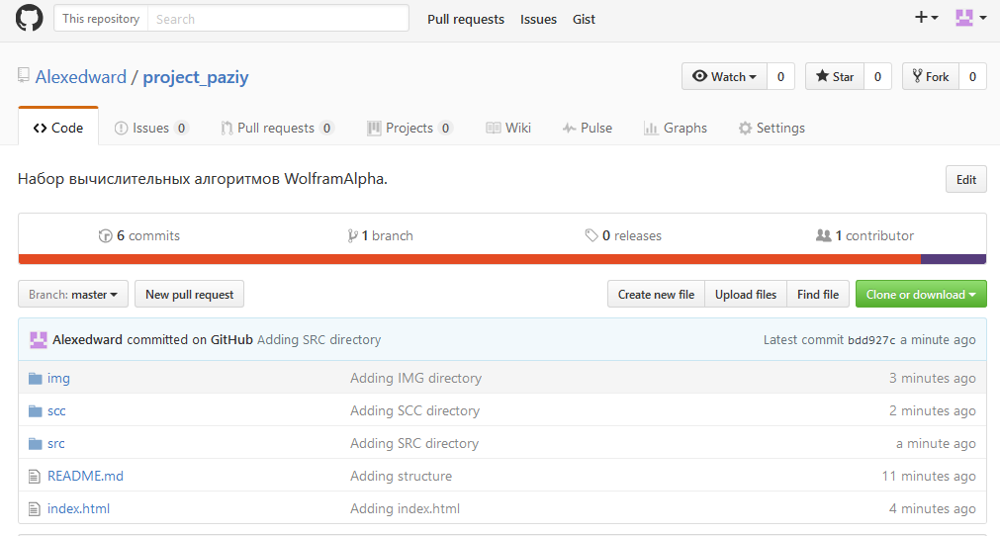 This repository Search Pull requests Issues Gist
Alexedward / project_paziy Watch 0 Star 0 Fork 0
Code Issues 0 Pull requests 0 Projects 0 Wiki Pulse Graphs Settings
Набор вычислительных алгоритмов WolframAlpha. Edit
6 commits 1 branch 0 releases 1 contributor
Branch: master New pull request Create new file Upload files Find file Clone or download
Alexedward committed on GitHub Adding SRC directory Latest commit bdd927c a minute ago
img Adding IMG directory 3 minutes ago
scc Adding SCC directory 2 minutes ago
src Adding SRC directory a minute ago
README.md Adding structure 11 minutes ago
index.html Adding index.html 4 minutes ago